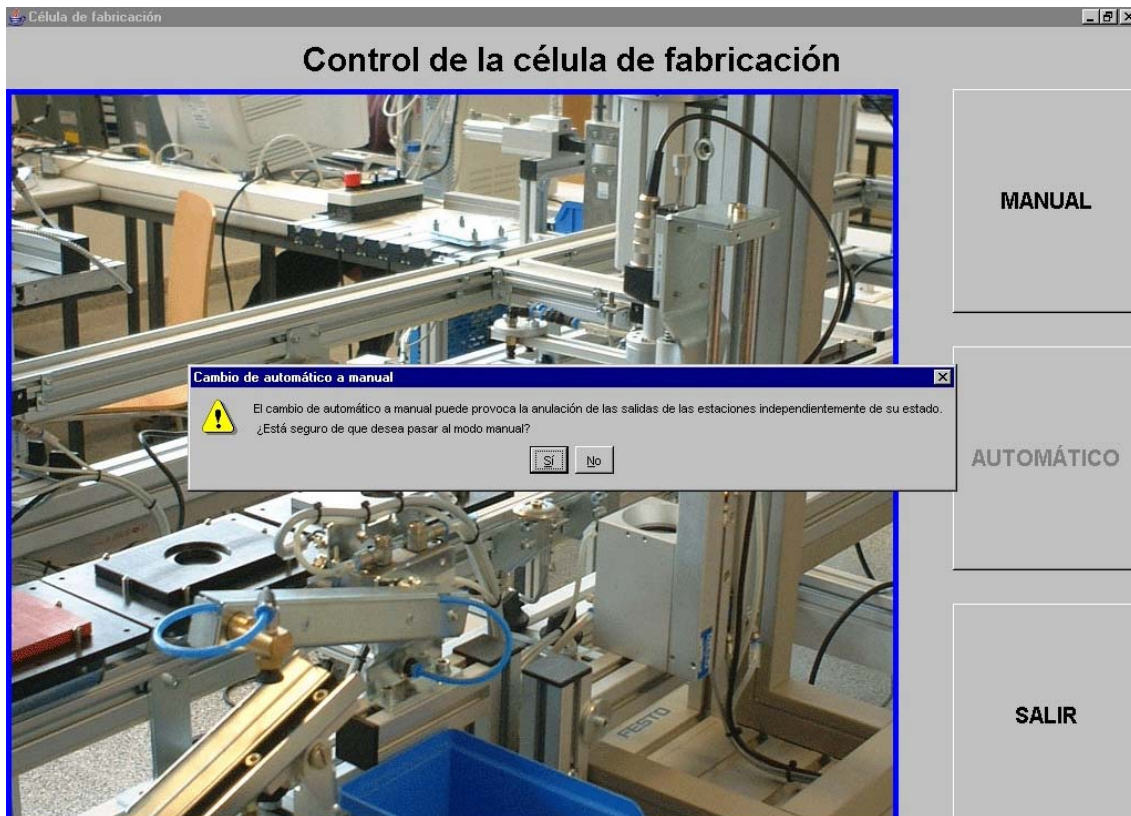 Célula de fabricación
Control de la célula de fabricación
MANUAL
Cambio de automático a manual
El cambio de automático a manual puede provoca la anulación de las salidas de las estaciones independientemente de su estado.
¿Está seguro de que desea pasar al modo manual?
Sí No
AUTOMÁTICO
FESTO
SALIR